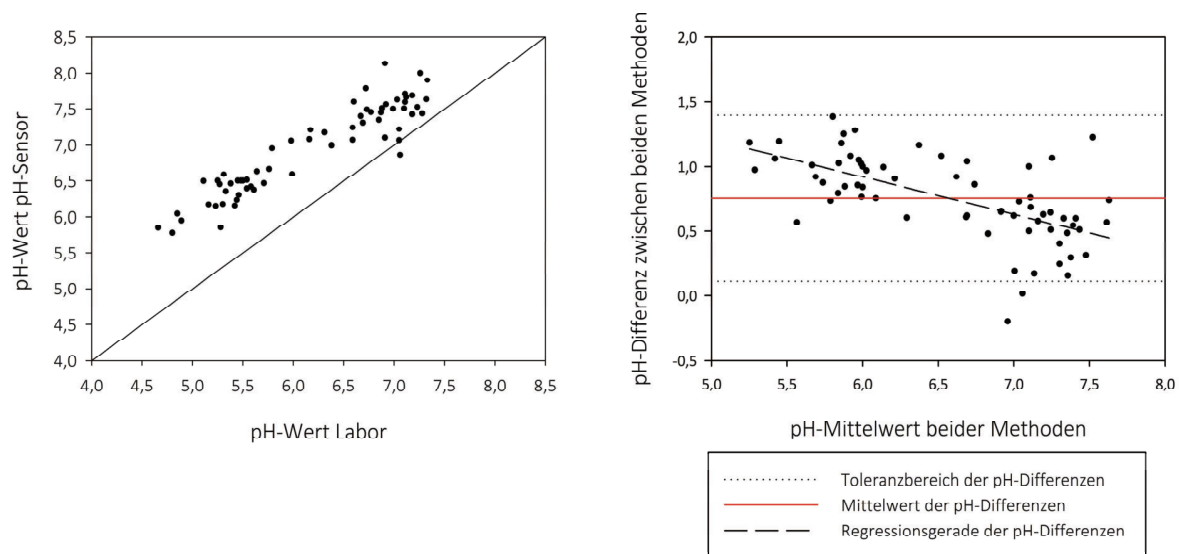 8,5
8,0
7,5
7,0
6,5
6,0
5,5
5,0
4,5
4,0
pH-Wert pH-Sensor
4,0 4,5 5,0 5,5 6,0 6,5 7,0 7,5 8,0 8,5
pH-Wert Labor
2,0
1,5
1,0
0,5
0,0
-0,5
pH-Differenz zwischen beiden Methoden
5,0 5,5 6,0 6,5 7,0 7,5 8,0
pH-Mittelwert beider Methoden
Toleranzbereich der pH-Differenzen
Mittelwert der pH-Differenzen
Regressionsgerade der pH-Differenzen